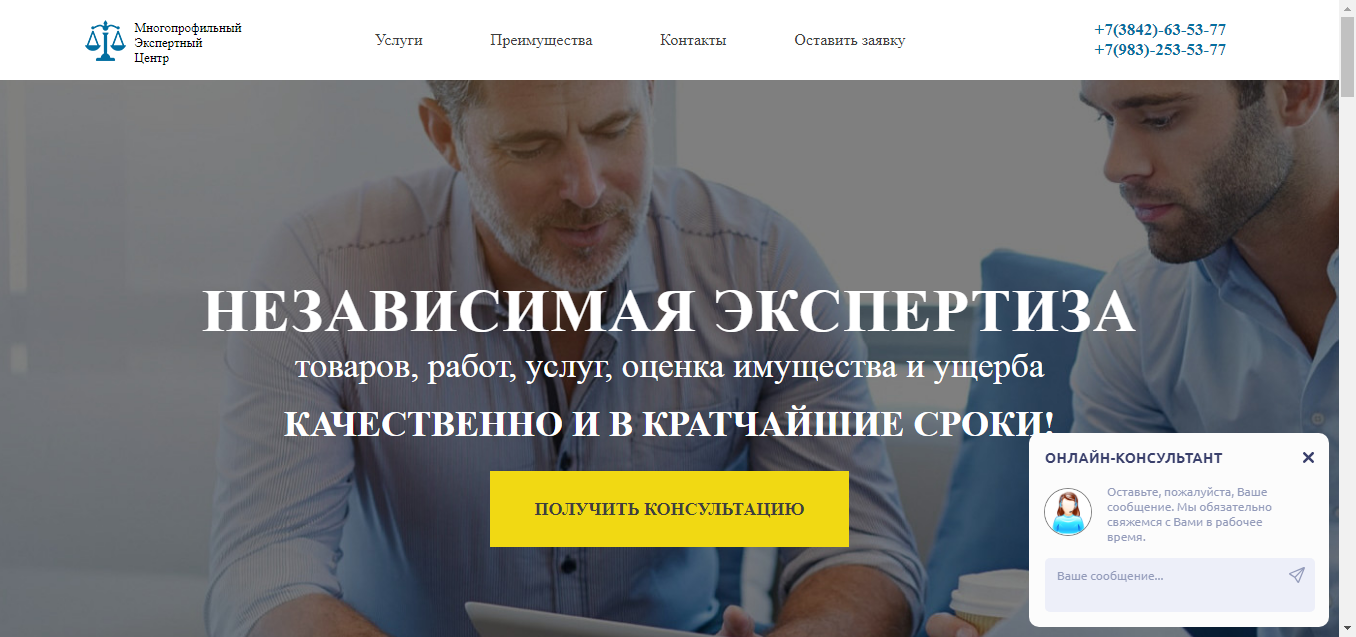 Многопрофильный
Экспертный
Центр
Услуги
Преимущества
Контакты
Оставить заявку
+7(3842)-63-53-77
+7(983)-253-53-77
НЕЗАВИСИМАЯ ЭКСПЕРТИЗА
товаров, работ, услуг, оценка имущества и ущерба
КАЧЕСТВЕННО И В КРАТЧАЙШИЕ СРОКИ!
ПОЛУЧИТЬ КОНСУЛЬТАЦИЮ
ОНЛАЙН-КОНСУЛЬТАНТ
Оставьте, пожалуйста, Ваше
сообщение. Мы обязательно
свяжемся с Вами в рабочее
время.
Ваше сообщение...